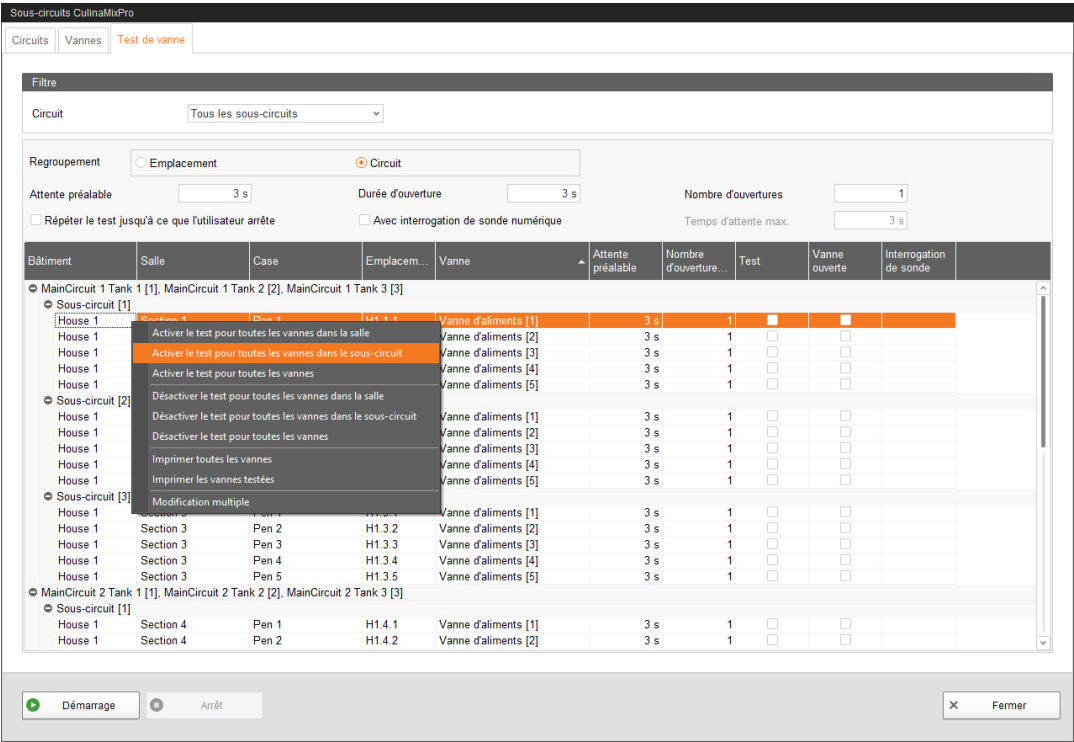 Sous-circuits CulinaMixPro
Circuits Vannes Test de vanne
Filtre
Circuit Tous les sous-circuits
Regroupement Emplacement Circuit
Attente préalable 3 s Durée d'ouverture 3 s Nombre d'ouvertures 1
Répéter le test jusqu'à ce que l'utilisateur arrête Avec interrogation de sonde numérique Temps d'attente max. 3 s
Bâtiment Salle Case Emplacem... Vanne Attente préalable Nombre d'ouverture... Test Vanne ouverte Interrogation de sonde
MainCircuit 1 Tank 1 [1], MainCircuit 1 Tank 2 [2], MainCircuit 1 Tank 3 [3]
Sous-circuit [1]
House 1 Section 1 Pen 1 H1.1.1 Vanne d'aliments [1] 3 s 1
House 1 Vanne d'aliments [2] 3 s 1
House 1 Vanne d'aliments [3] 3 s 1
House 1 Vanne d'aliments [4] 3 s 1
House 1 Vanne d'aliments [5] 3 s 1
Sous-circuit [2]
House 1 Vanne d'aliments [1] 3 s 1
House 1 Vanne d'aliments [2] 3 s 1
House 1 Vanne d'aliments [3] 3 s 1
House 1 Vanne d'aliments [4] 3 s 1
House 1 Vanne d'aliments [5] 3 s 1
Sous-circuit [3]
House 1 Section 3 Pen 1 H1.3.1 Vanne d'aliments [1] 3 s 1
House 1 Section 3 Pen 2 H1.3.2 Vanne d'aliments [2] 3 s 1
House 1 Section 3 Pen 3 H1.3.3 Vanne d'aliments [3] 3 s 1
House 1 Section 3 Pen 4 H1.3.4 Vanne d'aliments [4] 3 s 1
House 1 Section 3 Pen 5 H1.3.5 Vanne d'aliments [5] 3 s 1
MainCircuit 2 Tank 1 [1], MainCircuit 2 Tank 2 [2], MainCircuit 2 Tank 3 [3]
Sous-circuit [1]
House 1 Section 4 Pen 1 H1.4.1 Vanne d'aliments [1] 3 s 1
House 1 Section 4 Pen 2 H1.4.2 Vanne d'aliments [2] 3 s 1
Activer le test pour toutes les vannes dans la salle
Activer le test pour toutes les vannes dans le sous-circuit
Activer le test pour toutes les vannes
Désactiver le test pour toutes les vannes dans la salle
Désactiver le test pour toutes les vannes dans le sous-circuit
Désactiver le test pour toutes les vannes
Imprimer toutes les vannes
Imprimer les vannes testées
Modification multiple
Démarrage Arrêt Fermer